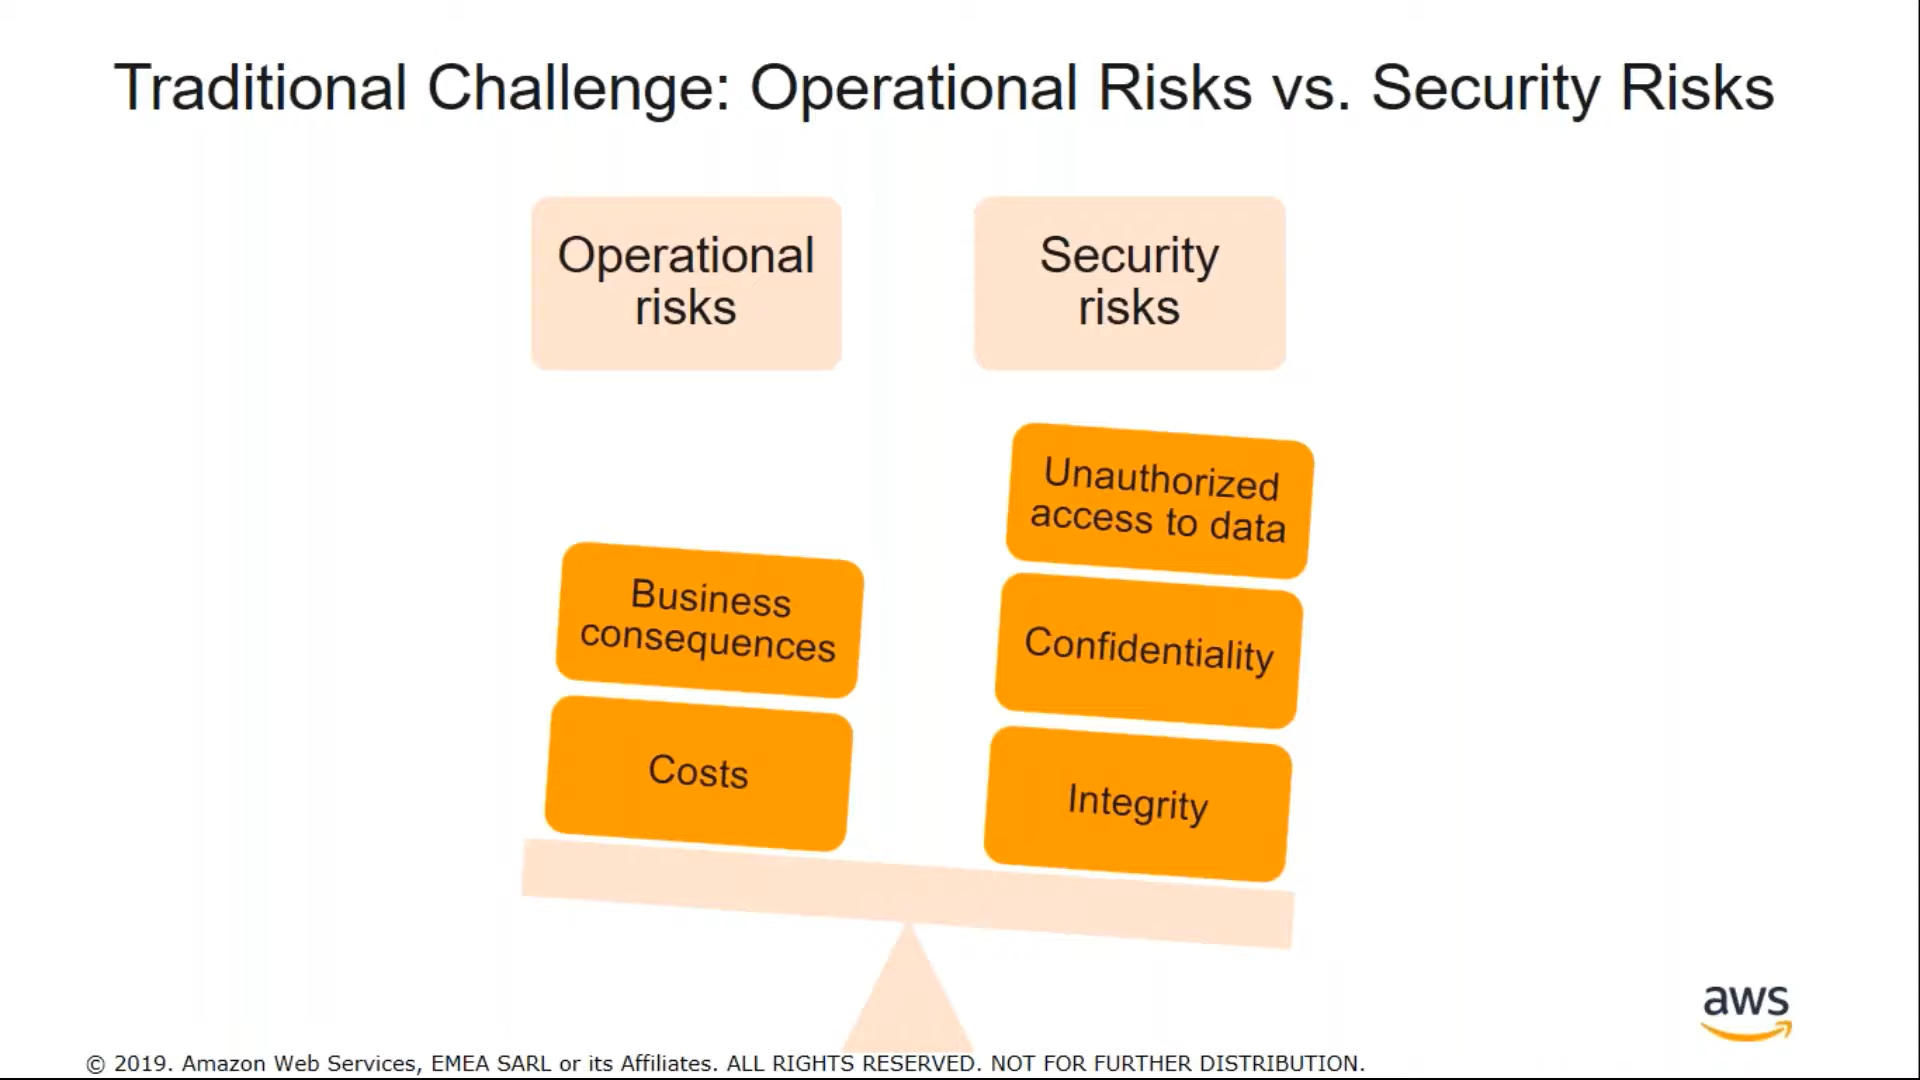 Traditional Challenge: Operational Risks vs. Security Risks
Operational
risks
Security
risks
Business
consequences
Costs
Unauthorized
access to data
Confidentiality
Integrity
aws
© 2019. Amazon Web Services, EMEA SARL or its Affiliates. ALL RIGHTS RESERVED. NOT FOR FURTHER DISTRIBUTION.